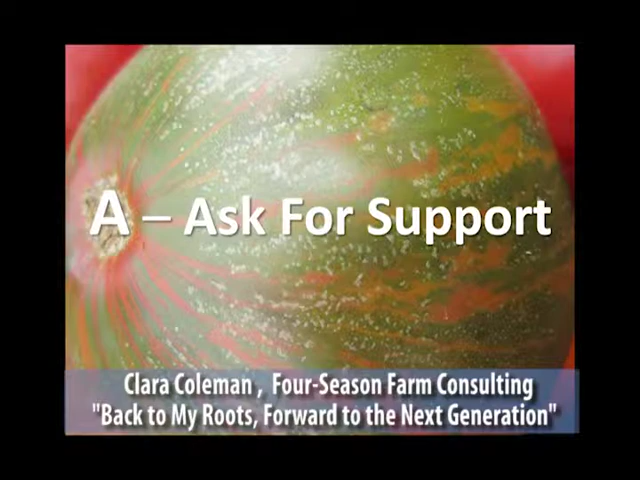 A – Ask For Support
Clara Coleman , Four-Season Farm Consulting
"Back to My Roots, Forward to the Next Generation"